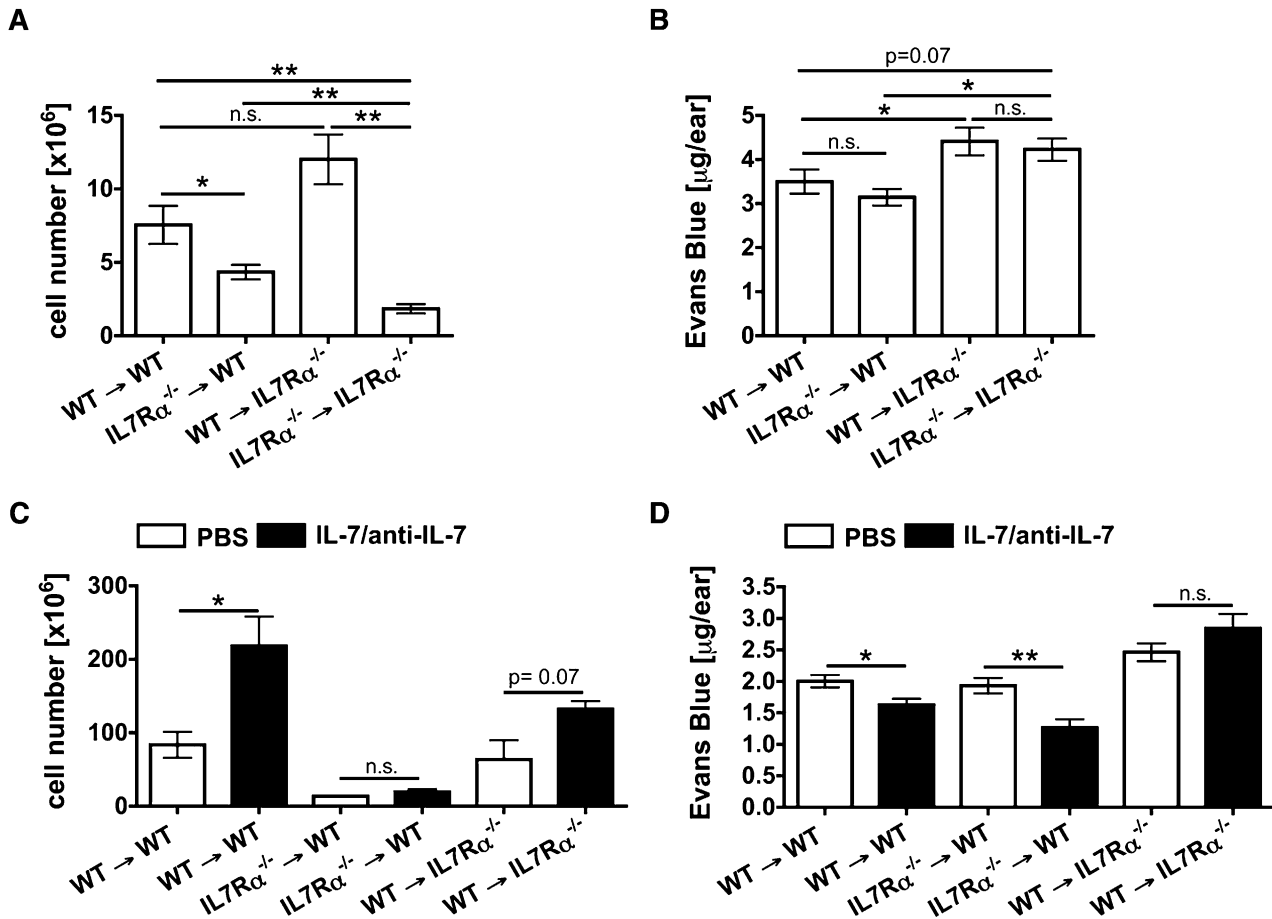 A
**
**
n.s.
**
*
15
10
5
0
cell number [x10⁶]
WT → WT
IL7Rα⁻/⁻ → WT
WT → IL7Rα⁻/⁻
IL7Rα⁻/⁻ → IL7Rα⁻/⁻
B
p=0.07
*
*
n.s.
n.s.
5
4
3
2
1
0
Evans Blue [µg/ear]
WT → WT
IL7Rα⁻/⁻ → WT
WT → IL7Rα⁻/⁻
IL7Rα⁻/⁻ → IL7Rα⁻/⁻
C
PBS
IL-7/anti-IL-7
300
200
100
0
cell number [x10⁶]
*
n.s.
p= 0.07
WT → WT
WT → WT
IL7Rα⁻/⁻ → WT
IL7Rα⁻/⁻ → WT
WT → IL7Rα⁻/⁻
WT → IL7Rα⁻/⁻
D
PBS
IL-7/anti-IL-7
3.5
3.0
2.5
2.0
1.5
1.0
0.5
0.0
Evans Blue [µg/ear]
*
**
n.s.
WT → WT
WT → WT
IL7Rα⁻/⁻ → WT
IL7Rα⁻/⁻ → WT
WT → IL7Rα⁻/⁻
WT → IL7Rα⁻/⁻